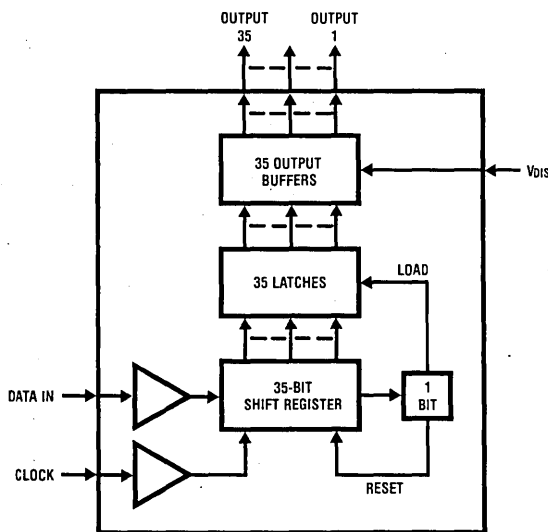 OUTPUT
35
OUTPUT
1
35 OUTPUT
BUFFERS
VDIS
35 LATCHES
LOAD
DATA IN
35-BIT
SHIFT REGISTER
1
BIT
CLOCK
RESET